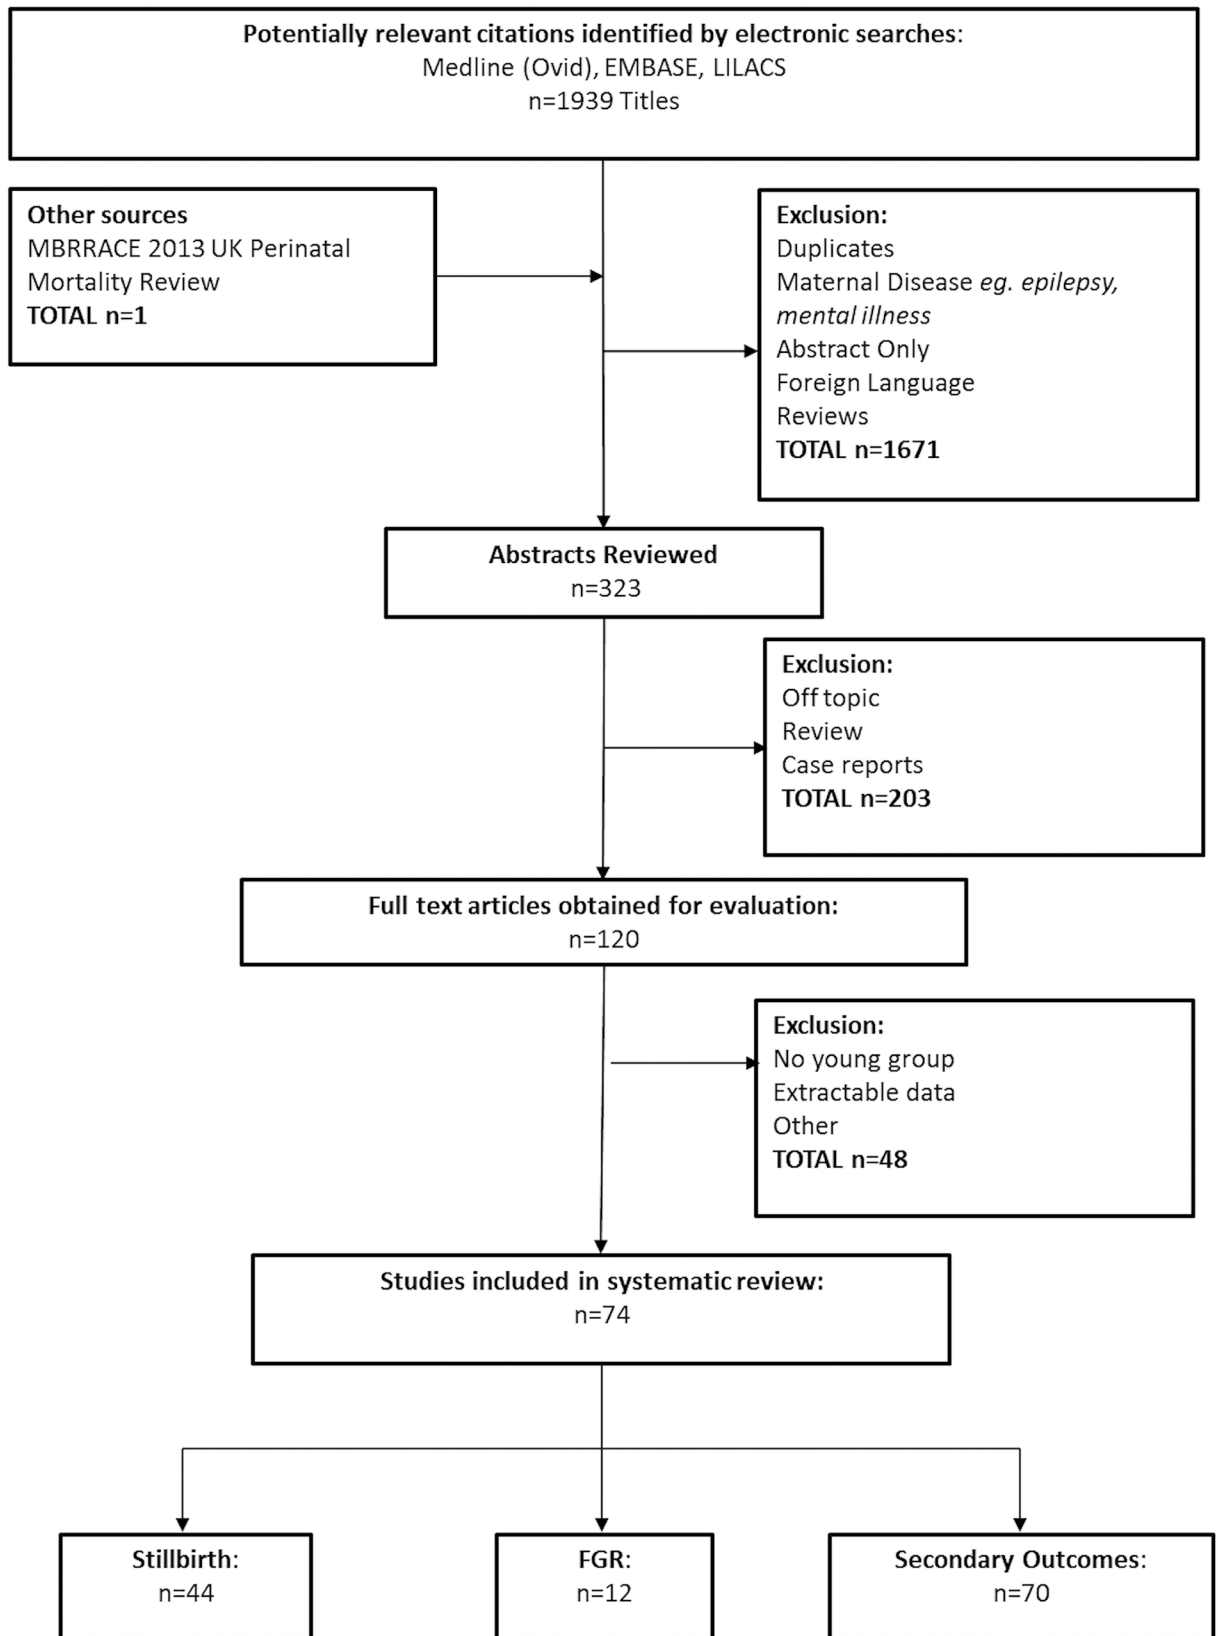 Potentially relevant citations identified by electronic searches:
Medline (Ovid), EMBASE, LILACS
n=1939 Titles
Other sources
MBRRACE 2013 UK Perinatal
Mortality Review
TOTAL n=1
Exclusion:
Duplicates
Maternal Disease eg. epilepsy,
mental illness
Abstract Only
Foreign Language
Reviews
TOTAL n=1671
Abstracts Reviewed
n=323
Exclusion:
Off topic
Review
Case reports
TOTAL n=203
Full text articles obtained for evaluation:
n=120
Exclusion:
No young group
Extractable data
Other
TOTAL n=48
Studies included in systematic review:
n=74
Stillbirth:
n=44
FGR:
n=12
Secondary Outcomes:
n=70